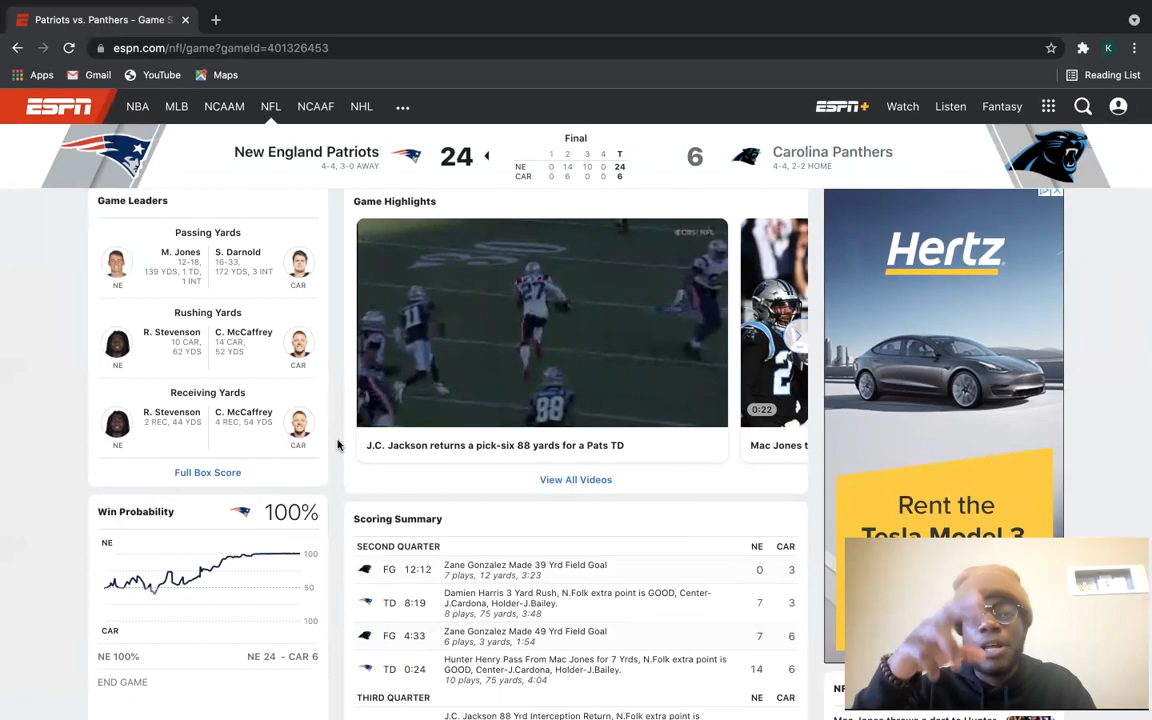 Patriots vs. Panthers - Game S
espn.com/nfl/game?gameId=401326453
K
Apps
Gmail
YouTube
Maps
Reading List
ESPN
NBA
MLB
NCAAM
NFL
NCAAF
NHL
ESPN+
Watch
Listen
Fantasy
New England Patriots
4-4, 3-0 AWAY
24
Final
1 2 3 4 T
NE 0 14 10 0 24
CAR 0 6 0 0 6
6
Carolina Panthers
4-4, 2-2 HOME
Game Leaders
Passing Yards
M. Jones
12-18,
139 YDS, 1 TD,
1 INT
NE
S. Darnold
16-33,
172 YDS, 3 INT
CAR
Rushing Yards
R. Stevenson
10 CAR,
62 YDS
NE
C. McCaffrey
14 CAR,
52 YDS
CAR
Receiving Yards
R. Stevenson
2 REC, 44 YDS
NE
C. McCaffrey
4 REC, 54 YDS
CAR
Full Box Score
Win Probability
100%
NE
100
50
100
CAR
NE 100%
NE 24 - CAR 6
END GAME
Game Highlights
CBS NFL
50
27
88
2
0:22
J.C. Jackson returns a pick-six 88 yards for a Pats TD
Mac Jones t
View All Videos
Scoring Summary
SECOND QUARTER NE CAR
FG 12:12 Zane Gonzalez Made 39 Yrd Field Goal 0 3
7 plays, 12 yards, 3:23
TD 8:19 Damien Harris 3 Yard Rush, N.Folk extra point is GOOD, Center-
J.Cardona, Holder-J.Bailey. 7 3
8 plays, 75 yards, 3:48
FG 4:33 Zane Gonzalez Made 49 Yrd Field Goal 7 6
6 plays, 3 yards, 1:54
TD 0:24 Hunter Henry Pass From Mac Jones for 7 Yrds, N.Folk extra point is
GOOD, Center-J.Cardona, Holder-J.Bailey. 14 6
10 plays, 75 yards, 4:04
THIRD QUARTER NE CAR
J.C. Jackson 88 Yrd Interception Return, N.Folk extra point is
Hertz
Rent the
Tesla Model 3